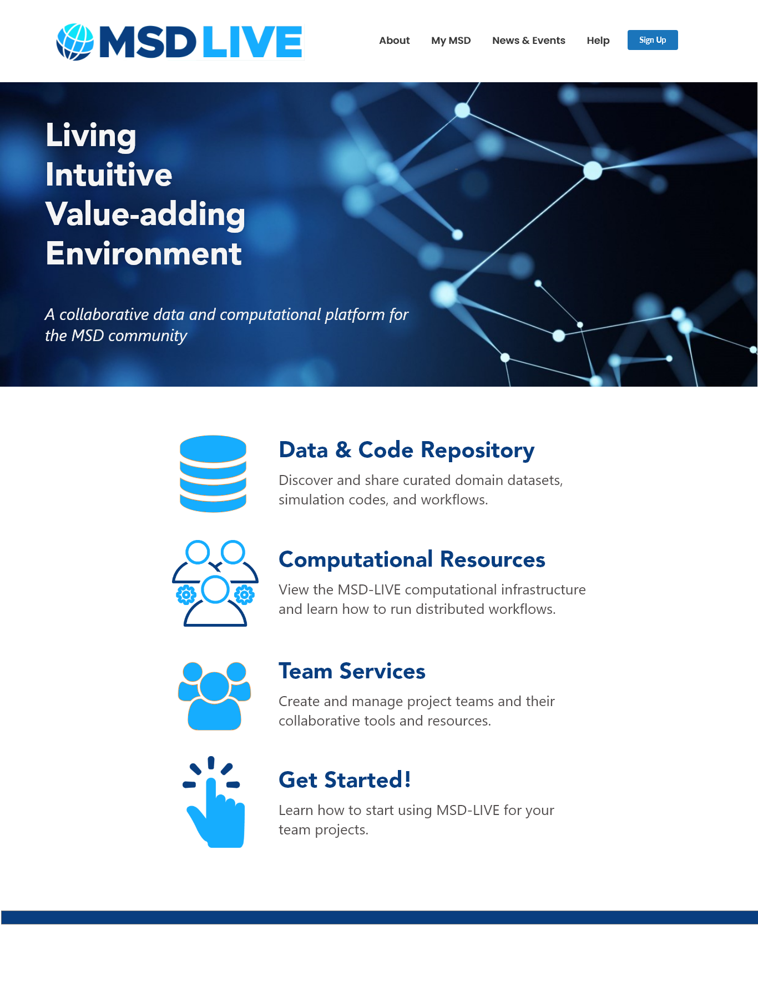 MSD LIVE
About My MSD News & Events Help Sign Up
Living
Intuitive
Value-adding
Environment
A collaborative data and computational platform for
the MSD community
Data & Code Repository
Discover and share curated domain datasets,
simulation codes, and workflows.
Computational Resources
View the MSD-LIVE computational infrastructure
and learn how to run distributed workflows.
Team Services
Create and manage project teams and their
collaborative tools and resources.
Get Started!
Learn how to start using MSD-LIVE for your
team projects.